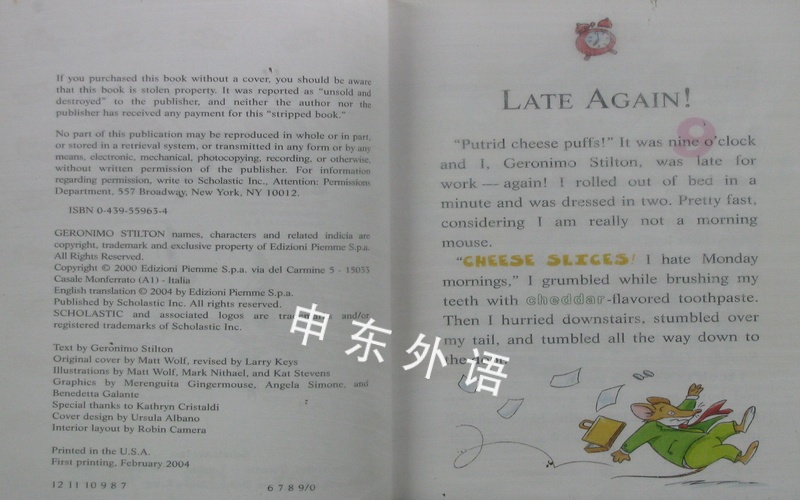 If you purchased this book without a cover, you should be aware
that this book is stolen property. It was reported as "unsold and
destroyed" to the publisher, and neither the author nor the
publisher has received any payment for this "stripped book."
No part of this publication may be reproduced in whole or in part,
or stored in a retrieval system, or transmitted in any form or by any
means, electronic, mechanical, photocopying, recording, or otherwise,
without written permission of the publisher. For information
regarding permission, write to Scholastic Inc., Attention: Permissions
Department, 557 Broadway, New York, NY 10012.
ISBN 0-439-55963-4
GERONIMO STILTON names, characters and related indicia are
copyright, trademark and exclusive property of Edizioni Piemme S.p.a.
All Rights Reserved.
Copyright © 2000 Edizioni Piemme S.p.a. via del Carmine 5 - 15033
Casale Monferrato (A1) - Italia
English translation © 2004 by Edizioni Piemme S.p.a.
Published by Scholastic Inc. All rights reserved.
SCHOLASTIC and associated logos are trademarks and/or
registered trademarks of Scholastic Inc.
Text by Geronimo Stilton
Original cover by Matt Wolf, revised by Larry Keys
Illustrations by Matt Wolf, Mark Nithael, and Kat Stevens
Graphics by Merenguita Gingermouse, Angela Simone, and
Benedetta Galante
Special thanks to Kathryn Cristaldi
Cover design by Ursula Albano
Interior layout by Robin Camera
Printed in the U.S.A.
First printing, February 2004
12 11 10 9 8 7 6 7 8 9/0
LATE AGAIN!
"Putrid cheese puffs!" It was nine o'clock
and I, Geronimo Stilton, was late for
work — again! I rolled out of bed in a
minute and was dressed in two. Pretty fast,
considering I am really not a morning
mouse.
"CHEESE SLICES! I hate Monday
mornings," I grumbled while brushing my
teeth with cheddar-flavored toothpaste.
Then I hurried downstairs, stumbled over
my tail, and tumbled all the way down to
the door.
申东外语